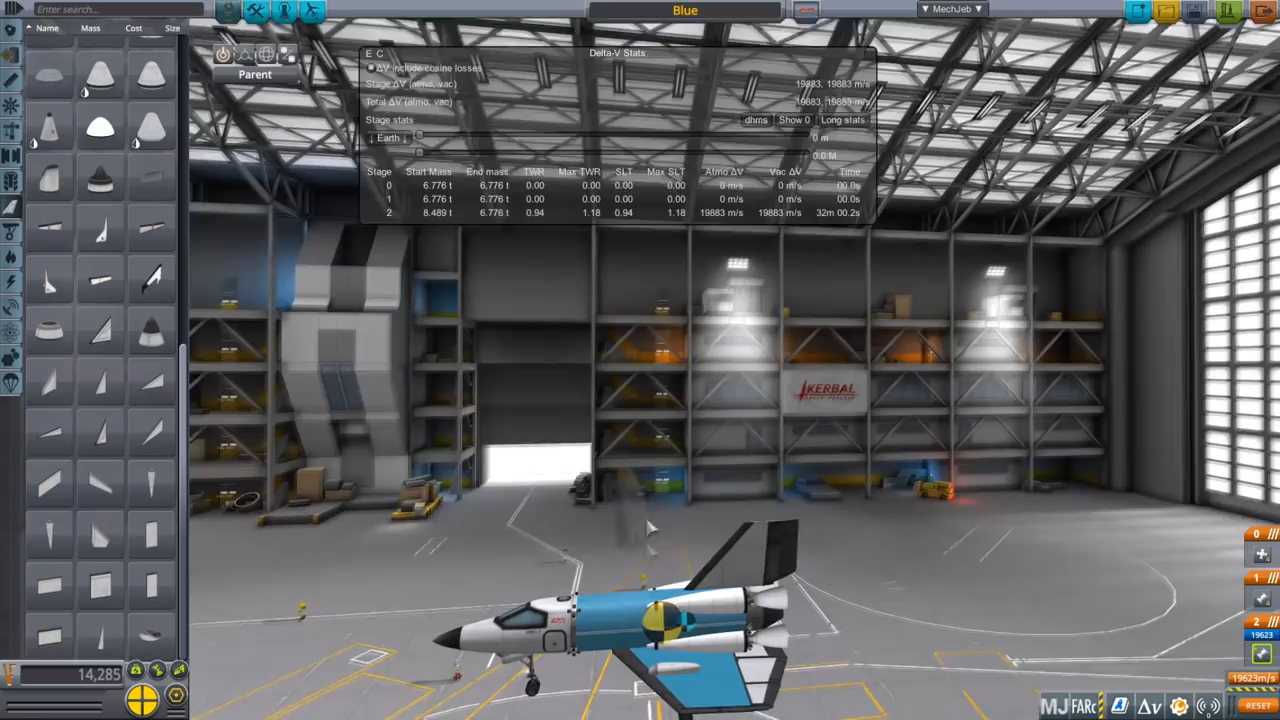 Enter search...
Blue
▼ MechJeb ▼
Name Mass Cost Size
Parent
E C Delta-V Stats
ΔV include cosine losses
Stage ΔV (atmo, vac) 19883, 19883 m/s
Total ΔV (atmo, vac) 19883, 19883 m/s
Stage stats dhms Show 0 Long stats
↓ Earth ↓ 0 m
0.0 M
Stage Start Mass End mass TWR Max TWR SLT Max SLT Atmo ΔV Vac ΔV Time
0 6.776 t 6.776 t 0.00 0.00 0.00 0.00 0 m/s 0 m/s 00.0s
1 6.776 t 6.776 t 0.00 0.00 0.00 0.00 0 m/s 0 m/s 00.0s
2 8.489 t 6.776 t 0.94 1.18 0.94 1.18 19883 m/s 19883 m/s 32m 00.2s
KERBAL
0
1
2
19623
14,285
19623m/s
MJ FARc Δv 0 RESET